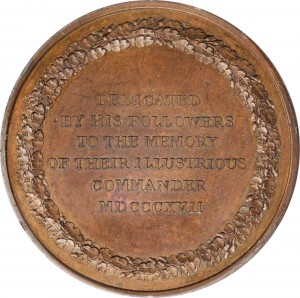 DEDICATED
BY HIS FOLLOWERS
TO THE MEMORY
OF THEIR ILLUSTRIOUS
COMMANDER
MDCCCXVII